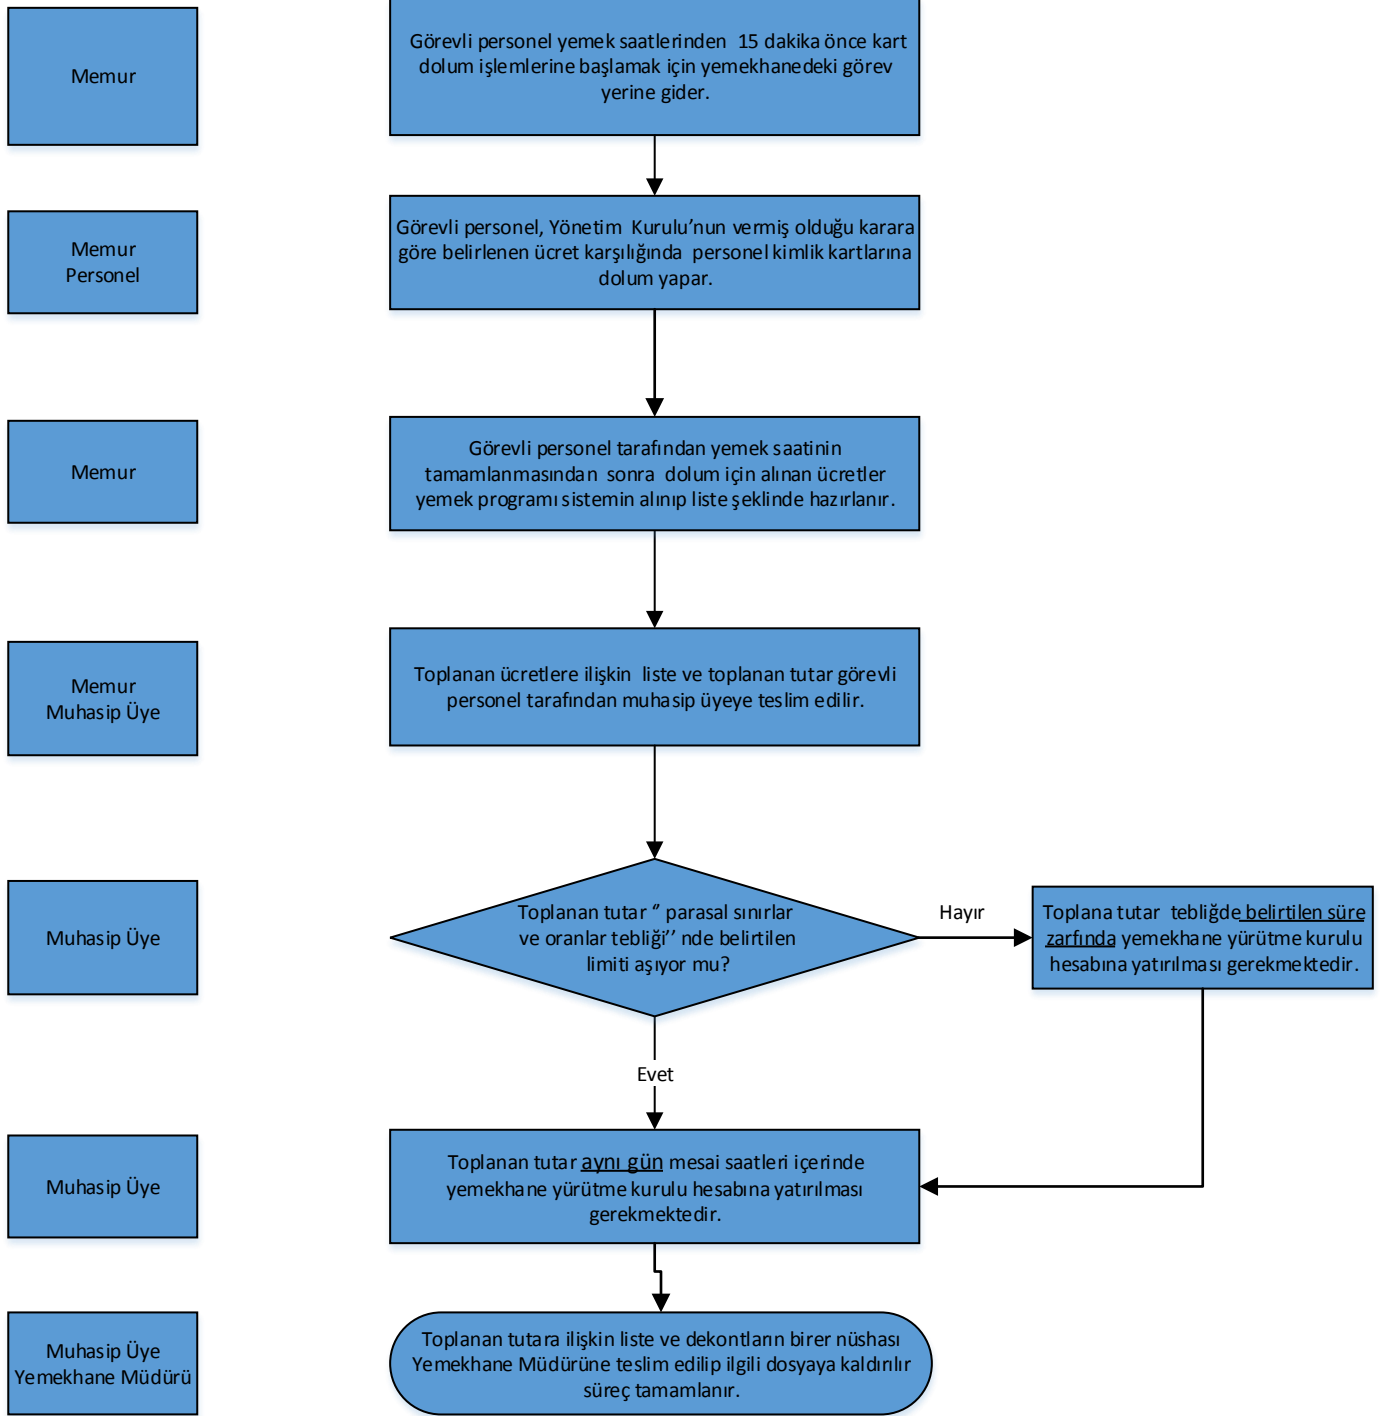 Memur
Görevli personel yemek saatlerinden 15 dakika önce kart
dolum işlemlerine başlamak için yemekhanedeki görev
yerine gider.
Memur
Personel
Görevli personel, Yönetim Kurulu’nun vermiş olduğu karara
göre belirlenen ücret karşılığında personel kimlik kartlarına
dolum yapar.
Memur
Görevli personel tarafından yemek saatinin
tamamlanmasından sonra dolum için alınan ücretler
yemek programı sistemin alınıp liste şeklinde hazırlanır.
Memur
Muhasip Üye
Toplanan ücretlere ilişkin liste ve toplanan tutar görevli
personel tarafından muhasip üyeye teslim edilir.
Muhasip Üye
Toplanan tutar ‘’ parasal sınırlar
ve oranlar tebliği’’ nde belirtilen
limiti aşıyor mu?
Hayır
Toplana tutar tebliğde belirtilen süre
zarfında yemekhane yürütme kurulu
hesabına yatırılması gerekmektedir.
Evet
Muhasip Üye
Toplanan tutar aynı gün mesai saatleri içerinde
yemekhane yürütme kurulu hesabına yatırılması
gerekmektedir.
Muhasip Üye
Yemekhane Müdürü
Toplanan tutara ilişkin liste ve dekontların birer nüshası
Yemekhane Müdürüne teslim edilip ilgili dosyaya kaldırılır
süreç tamamlanır.